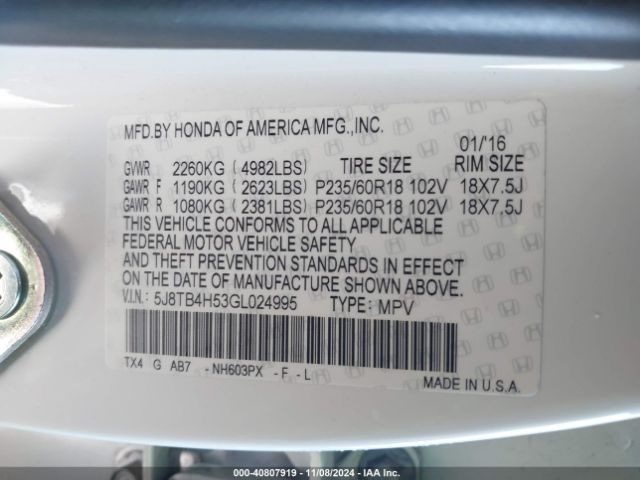 MFD.BY HONDA OF AMERICA MFG.,INC.
01/'16
GVWR 2260KG (4982LBS) TIRE SIZE RIM SIZE
GAWR F 1190KG (2623LBS) P235/60R18 102V 18X7.5J
GAWR R 1080KG (2381LBS) P235/60R18 102V 18X7.5J
THIS VEHICLE CONFORMS TO ALL APPLICABLE
FEDERAL MOTOR VEHICLE SAFETY
AND THEFT PREVENTION STANDARDS IN EFFECT
ON THE DATE OF MANUFACTURE SHOWN ABOVE.
V.I.N.: 5J8TB4H53GL024995 TYPE: MPV
TX4 G AB7 -NH603PX -F -L
MADE IN U.S.A.
000-40807919 - 11/08/2024 - IAA Inc.